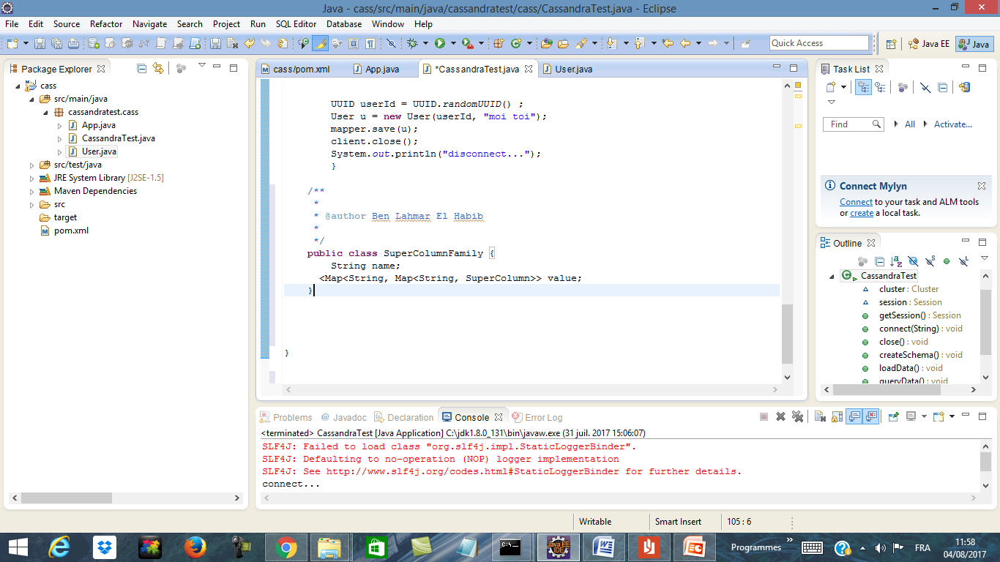 Java - cass/src/main/java/cassandratest/cass/CassandraTest.java - Eclipse
File Edit Source Refactor Navigate Search Project Run SQL Editor Database Window Help
Quick Access
Java EE
Java
Package Explorer
cass
src/main/java
cassandratest.cass
App.java
CassandraTest.java
User.java
src/test/java
JRE System Library [J2SE-1.5]
Maven Dependencies
src
target
pom.xml
cass/pom.xml
App.java
*CassandraTest.java
User.java
UUID userId = UUID.randomUUID() ;
User u = new User(userId, "moi toi");
mapper.save(u);
client.close();
System.out.println("disconnect...");
}
/**
*
* @author Ben Lahmar El Habib
*
*/
public class SuperColumnFamily {
String name;
<Map<String, Map<String, SuperColumn>> value;
}
}
Task List
Find
All
Activate...
Connect Mylyn
Connect to your task and ALM tools
or create a local task.
Outline
CassandraTest
cluster : Cluster
session : Session
getSession() : Session
connect(String) : void
close() : void
createSchema() : void
loadData() : void
queryData() : void
Problems
@ Javadoc
Declaration
Console
Error Log
<terminated> CassandraTest [Java Application] C:\jdk1.8.0_131\bin\javaw.exe (31 juil. 2017 15:06:07)
SLF4J: Failed to load class "org.slf4j.impl.StaticLoggerBinder".
SLF4J: Defaulting to no-operation (NOP) logger implementation
SLF4J: See http://www.slf4j.org/codes.html#StaticLoggerBinder for further details.
connect...
Writable
Smart Insert
105 : 6
Java EE
IDE
Programmes
FRA
11:58
04/08/2017